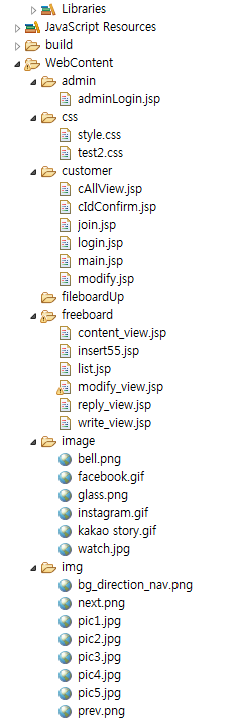 Libraries
JavaScript Resources
build
WebContent
admin
adminLogin.jsp
css
style.css
test2.css
customer
cAllView.jsp
cIdConfirm.jsp
join.jsp
login.jsp
main.jsp
modify.jsp
fileboardUp
freeboard
content_view.jsp
insert55.jsp
list.jsp
modify_view.jsp
reply_view.jsp
write_view.jsp
image
bell.png
facebook.gif
glass.png
instagram.gif
kakao story.gif
watch.jpg
img
bg_direction_nav.png
next.png
pic1.jpg
pic2.jpg
pic3.jpg
pic4.jpg
pic5.jpg
prev.png